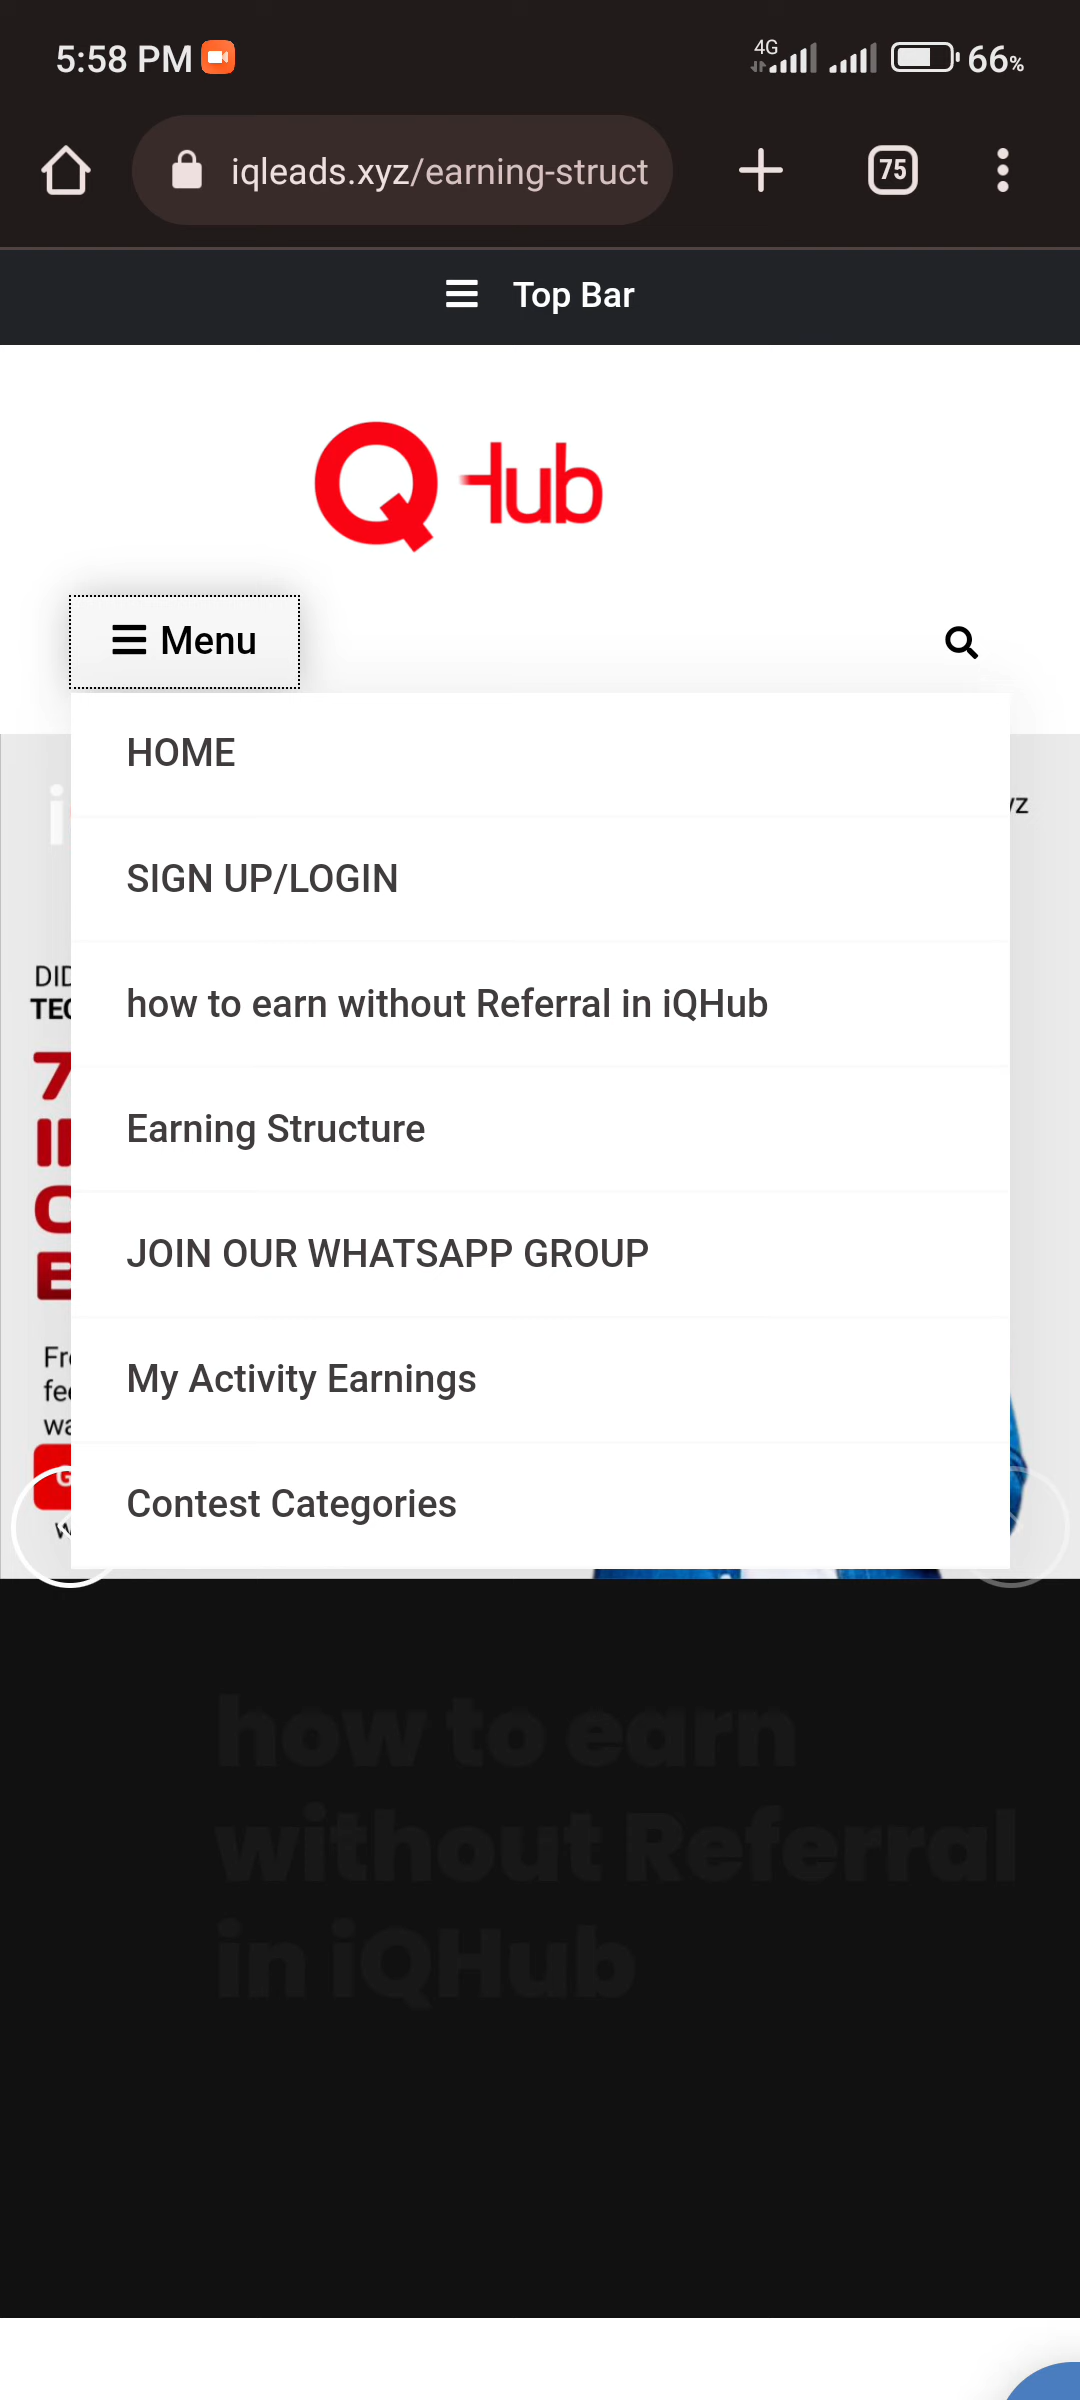 5:58 PM
4G
66%
iqleads.xyz/earning-struct
75
Top Bar
Q Hub
Menu
HOME
SIGN UP/LOGIN
how to earn without Referral in iQHub
Earning Structure
JOIN OUR WHATSAPP GROUP
My Activity Earnings
Contest Categories
how to earn
without Referral
in iQHub